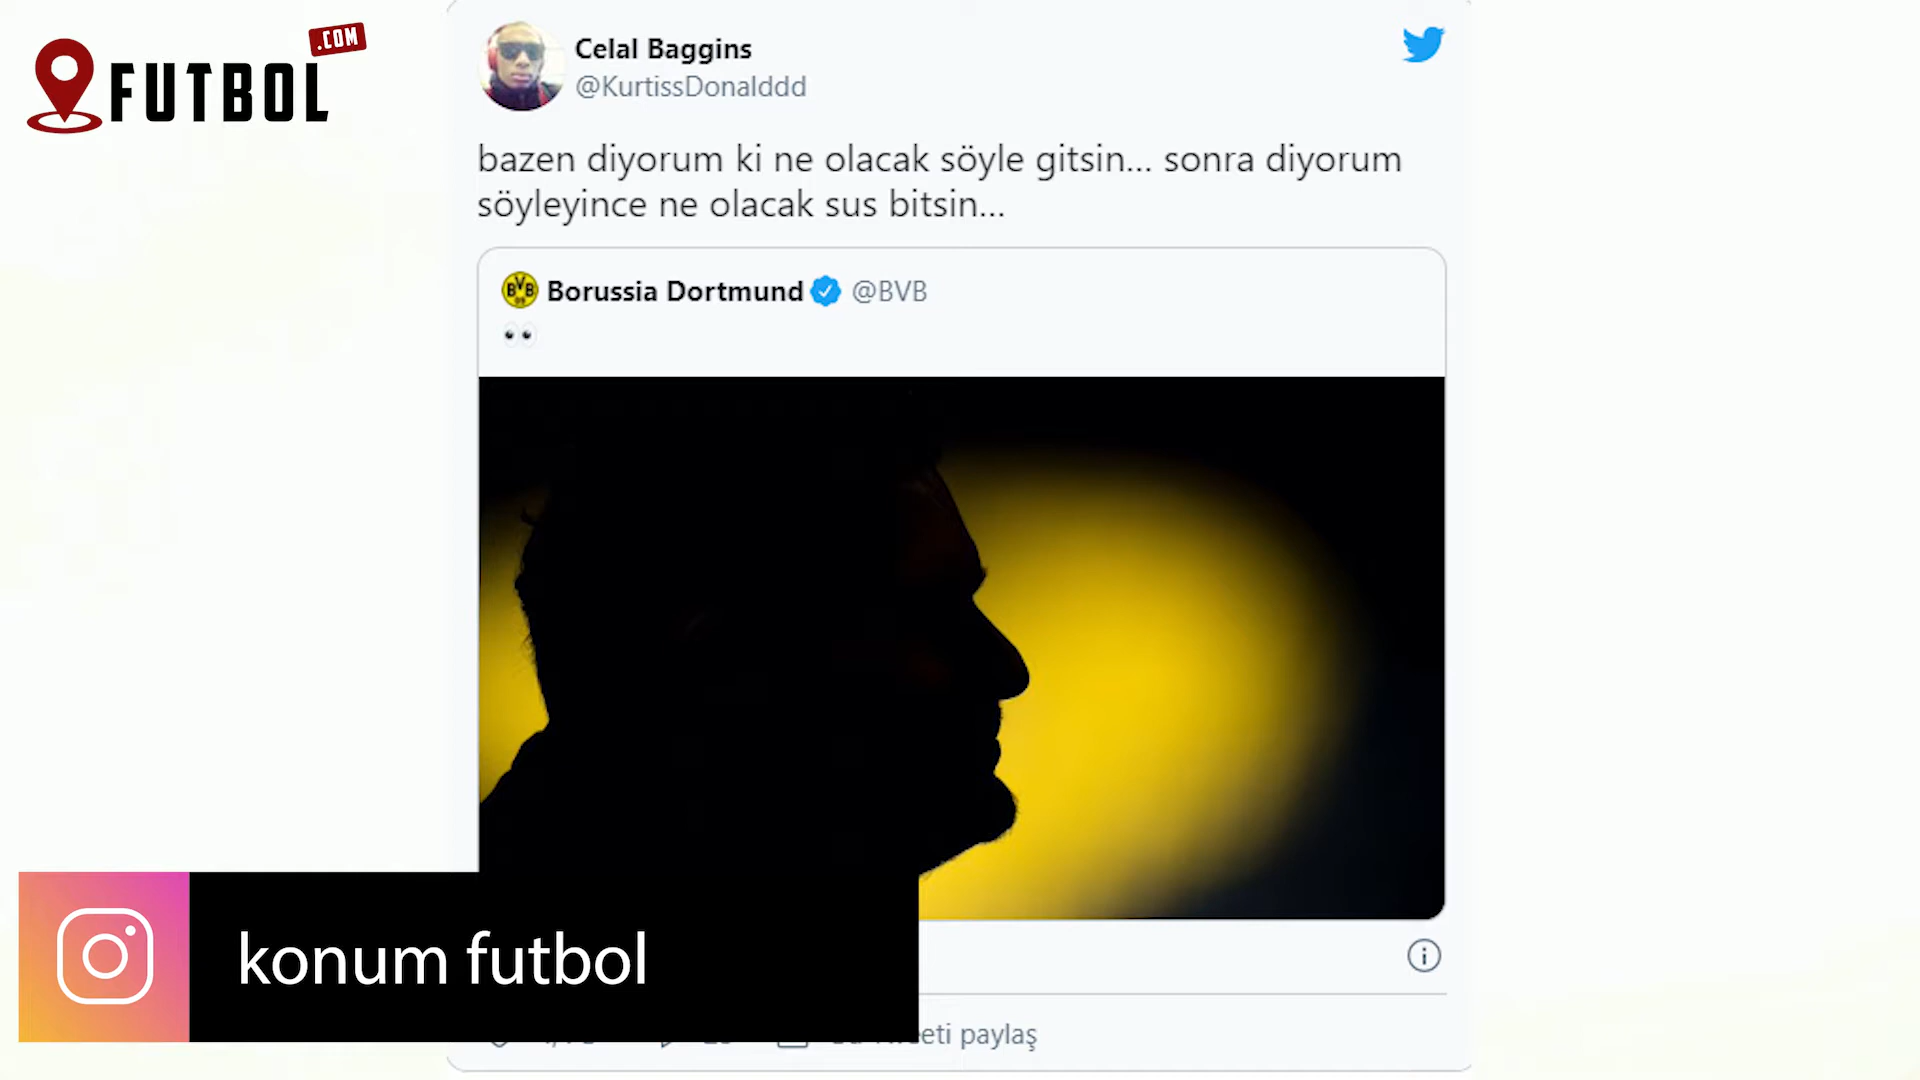 .COM
FUTBOL
Celal Baggins
@KurtissDonalddd
bazen diyorum ki ne olacak söyle gitsin... sonra diyorum
söyleyince ne olacak sus bitsin...
BVB
09
Borussia Dortmund @BVB
konum futbol
paylaş